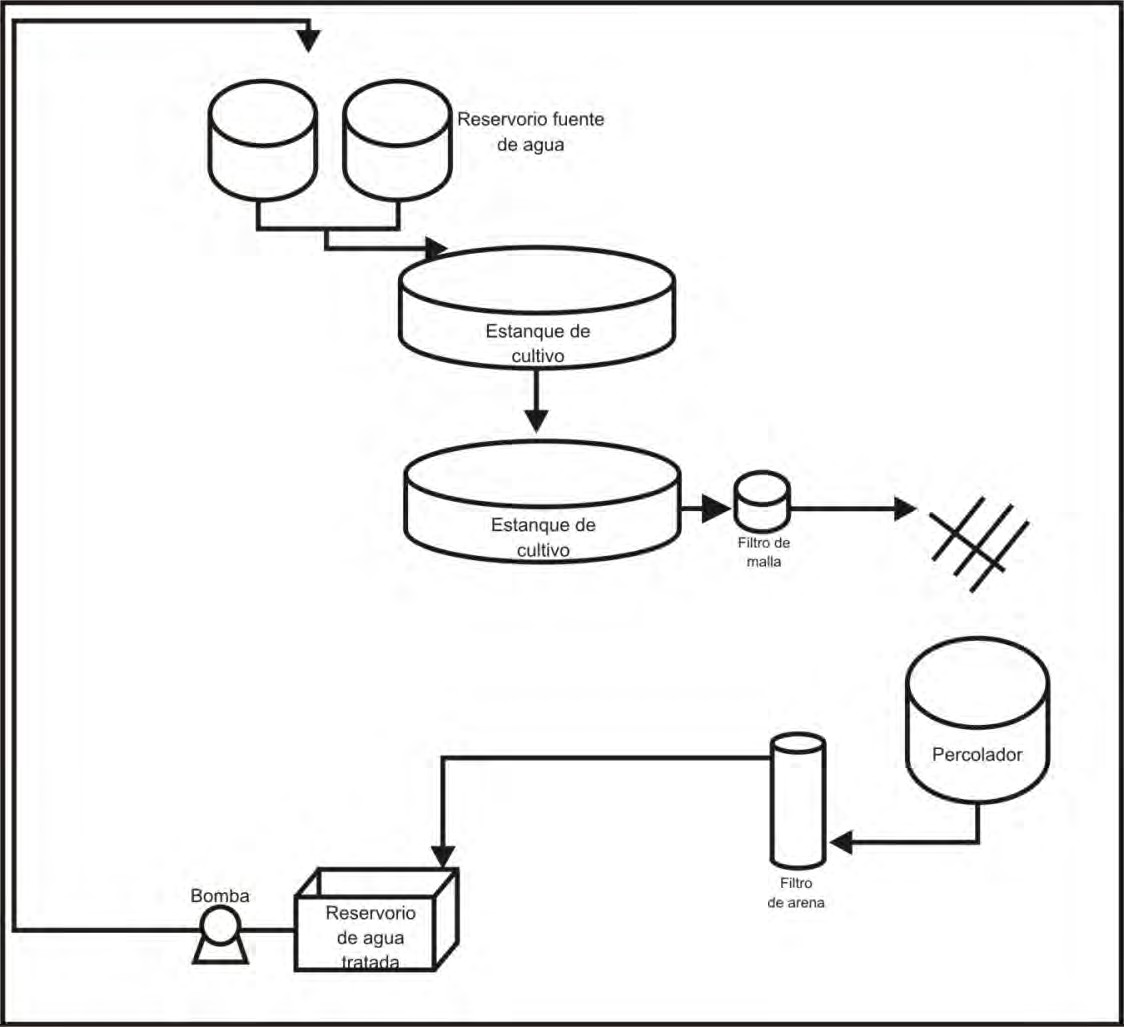 Reservorio fuente
de agua
Estanque de
cultivo
Estanque de
cultivo
Filtro de
malla
Percolador
Filtro
de arena
Bomba
Reservorio
de agua
tratada